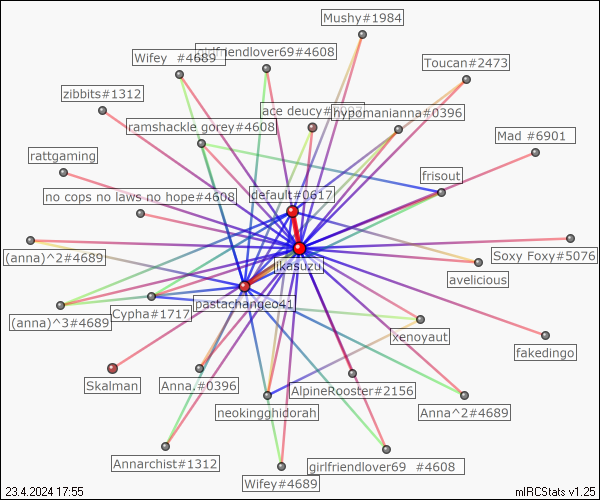 Mushy#1984
girlfriendlover69#4608
Wifey  #4689
Toucan#2473
zibbits#1312
ace deucy#6
hypomanianna#0396
ramshackle gorey#4608
Mad #6901
rattgaming
frisout
no cops no laws no hope#4608
default#0617
(anna)^2#4689
ikasuzu
Soxy Foxy#5076
avelicious
pastachangeo41
(anna)^3#4689
Cypha#1717
xenoyaut
fakedingo
Skalman
Anna.#0396
AlpineRooster#2156
neokingghidorah
Anna^2#4689
Annarchist#1312
girlfriendlover69  #4608
Wifey#4689
23.4.2024 17:55
mIRCStats v1.25